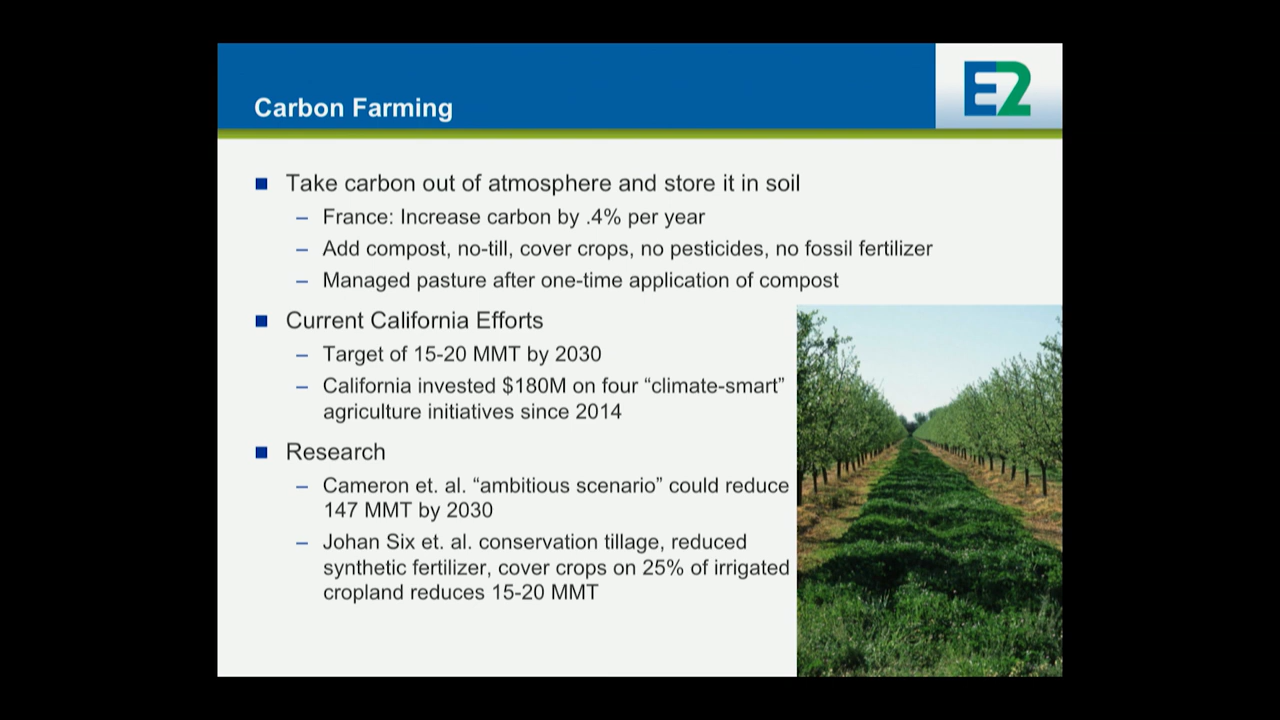 Carbon Farming
E2
Take carbon out of atmosphere and store it in soil
– France: Increase carbon by .4% per year
– Add compost, no-till, cover crops, no pesticides, no fossil fertilizer
– Managed pasture after one-time application of compost
Current California Efforts
– Target of 15-20 MMT by 2030
– California invested $180M on four “climate-smart”
agriculture initiatives since 2014
Research
– Cameron et. al. “ambitious scenario” could reduce
147 MMT by 2030
– Johan Six et. al. conservation tillage, reduced
synthetic fertilizer, cover crops on 25% of irrigated
cropland reduces 15-20 MMT